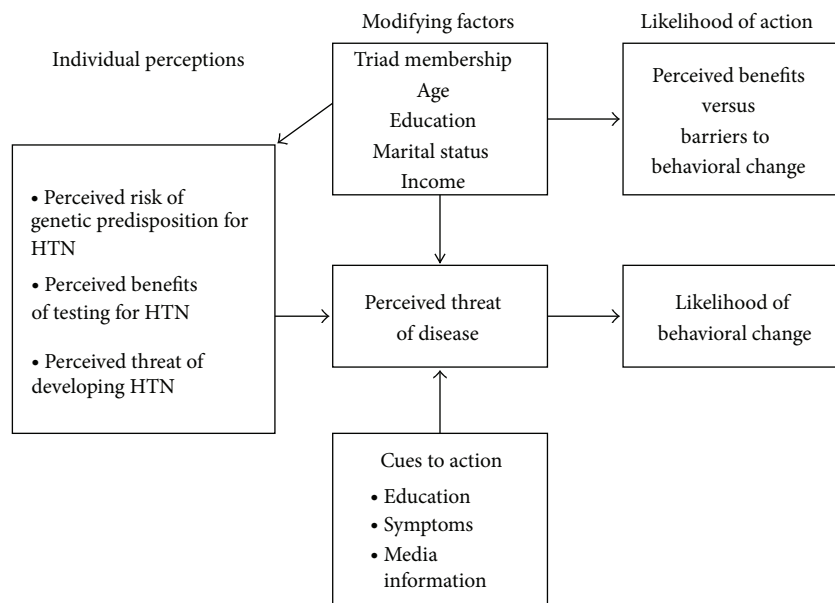 Modifying factors
Likelihood of action
Individual perceptions
Triad membership
Age
Education
Marital status
Income
Perceived benefits
versus
barriers to
behavioral change
• Perceived risk of
genetic predisposition for
HTN
• Perceived benefits
of testing for HTN
• Perceived threat of
developing HTN
Perceived threat
of disease
Likelihood of
behavioral change
Cues to action
• Education
• Symptoms
• Media
information